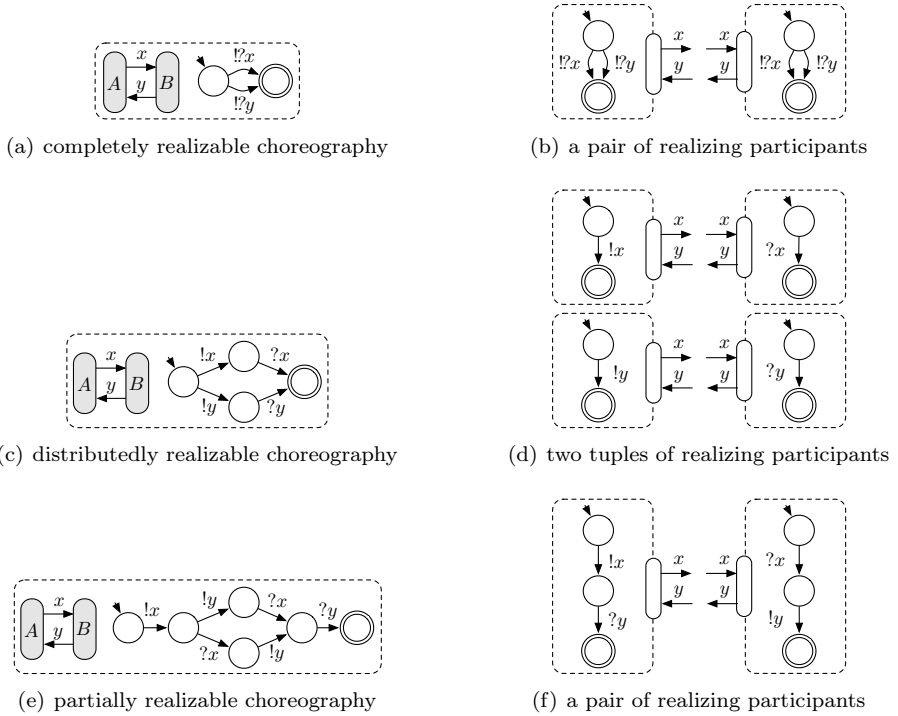 A x y B !?x !?y
(a) completely realizable choreography
!?x !?y x y x y !?x !?y
(b) a pair of realizing participants
A x y B !x ?x !y ?y
(c) distributedly realizable choreography
!x x y x y ?x
!y x y x y ?y
(d) two tuples of realizing participants
A x y B !x !y ?x ?x !y ?y
(e) partially realizable choreography
!x ?y x y x y ?x !y
(f) a pair of realizing participants